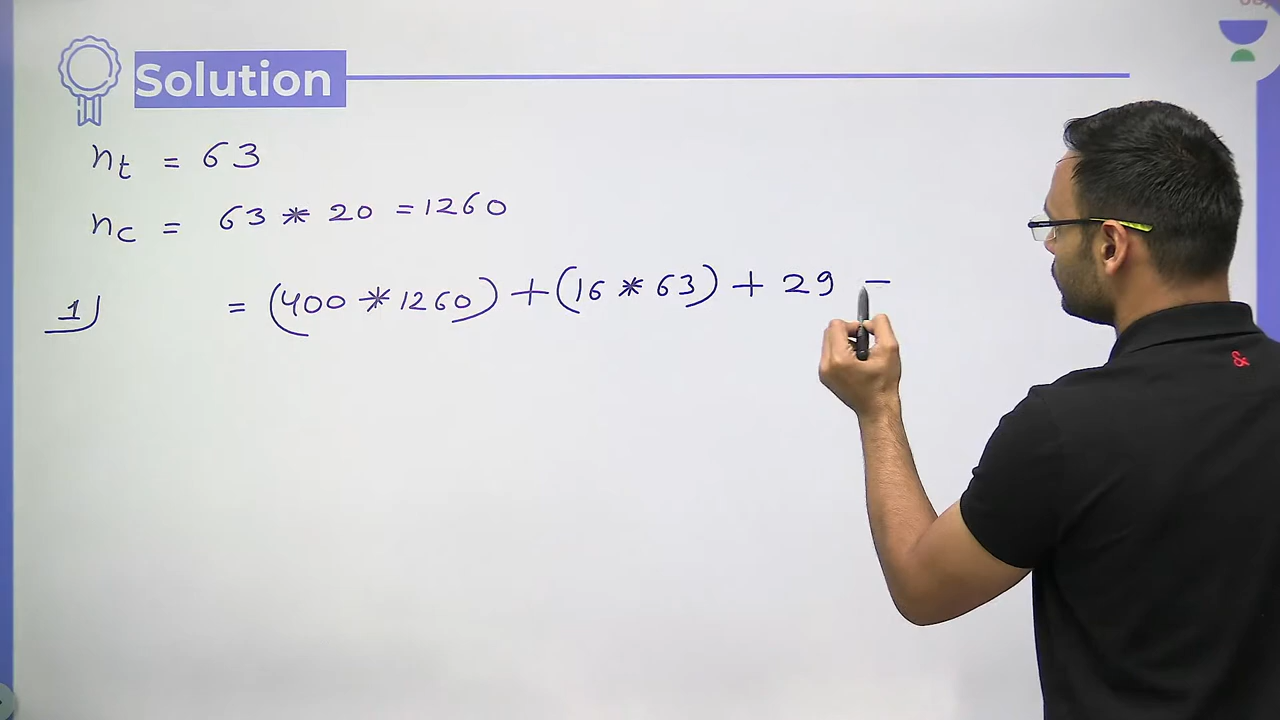 Solution
nt = 63
nc = 63 * 20 = 1260
1) = (400 * 1260) + (16 * 63) + 29 -
&